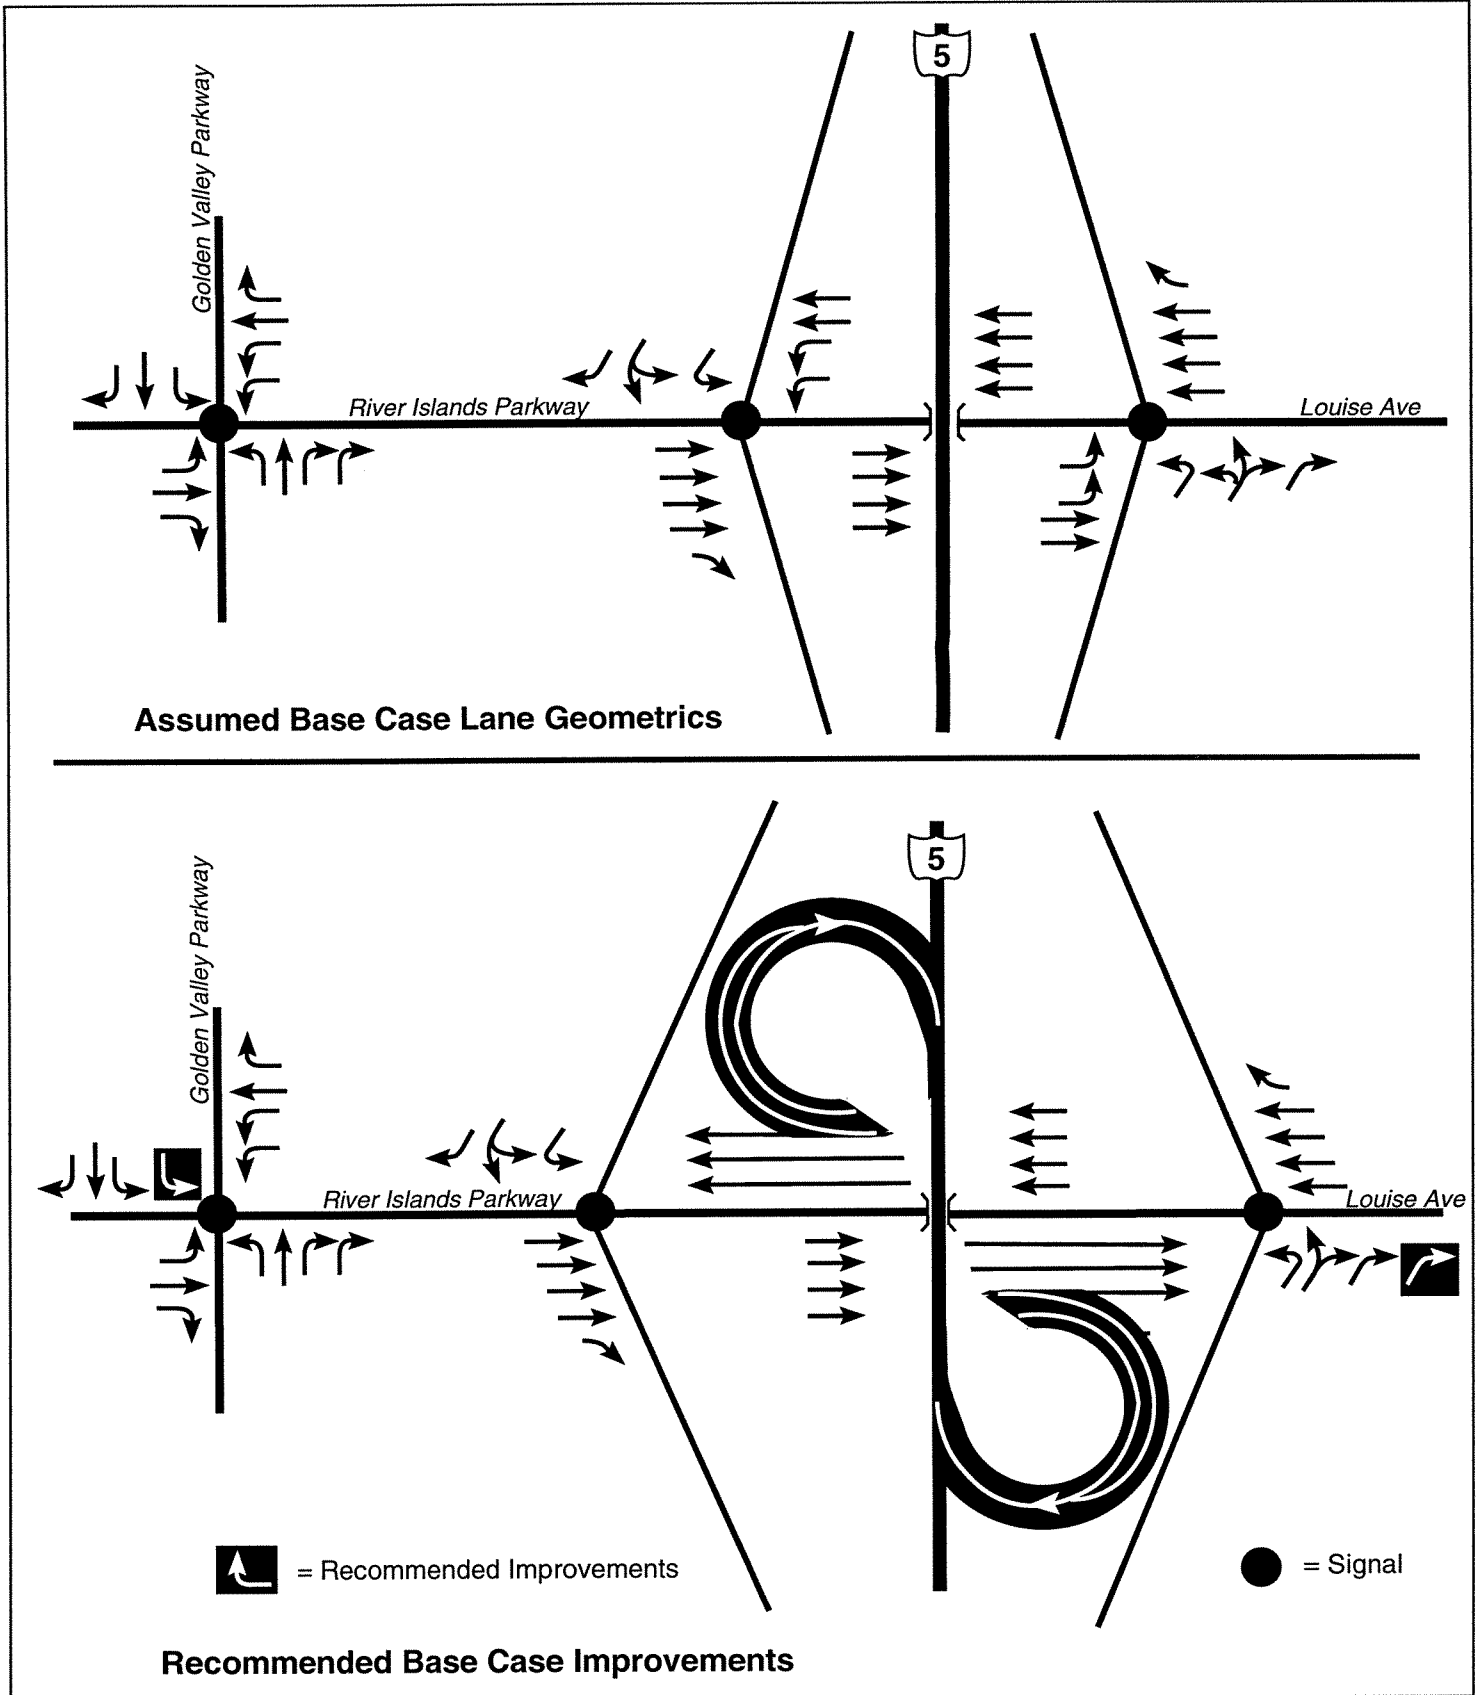 5
Golden Valley Parkway
River Islands Parkway
Louise Ave
Assumed Base Case Lane Geometrics
5
Golden Valley Parkway
River Islands Parkway
Louise Ave
= Recommended Improvements
= Signal
Recommended Base Case Improvements